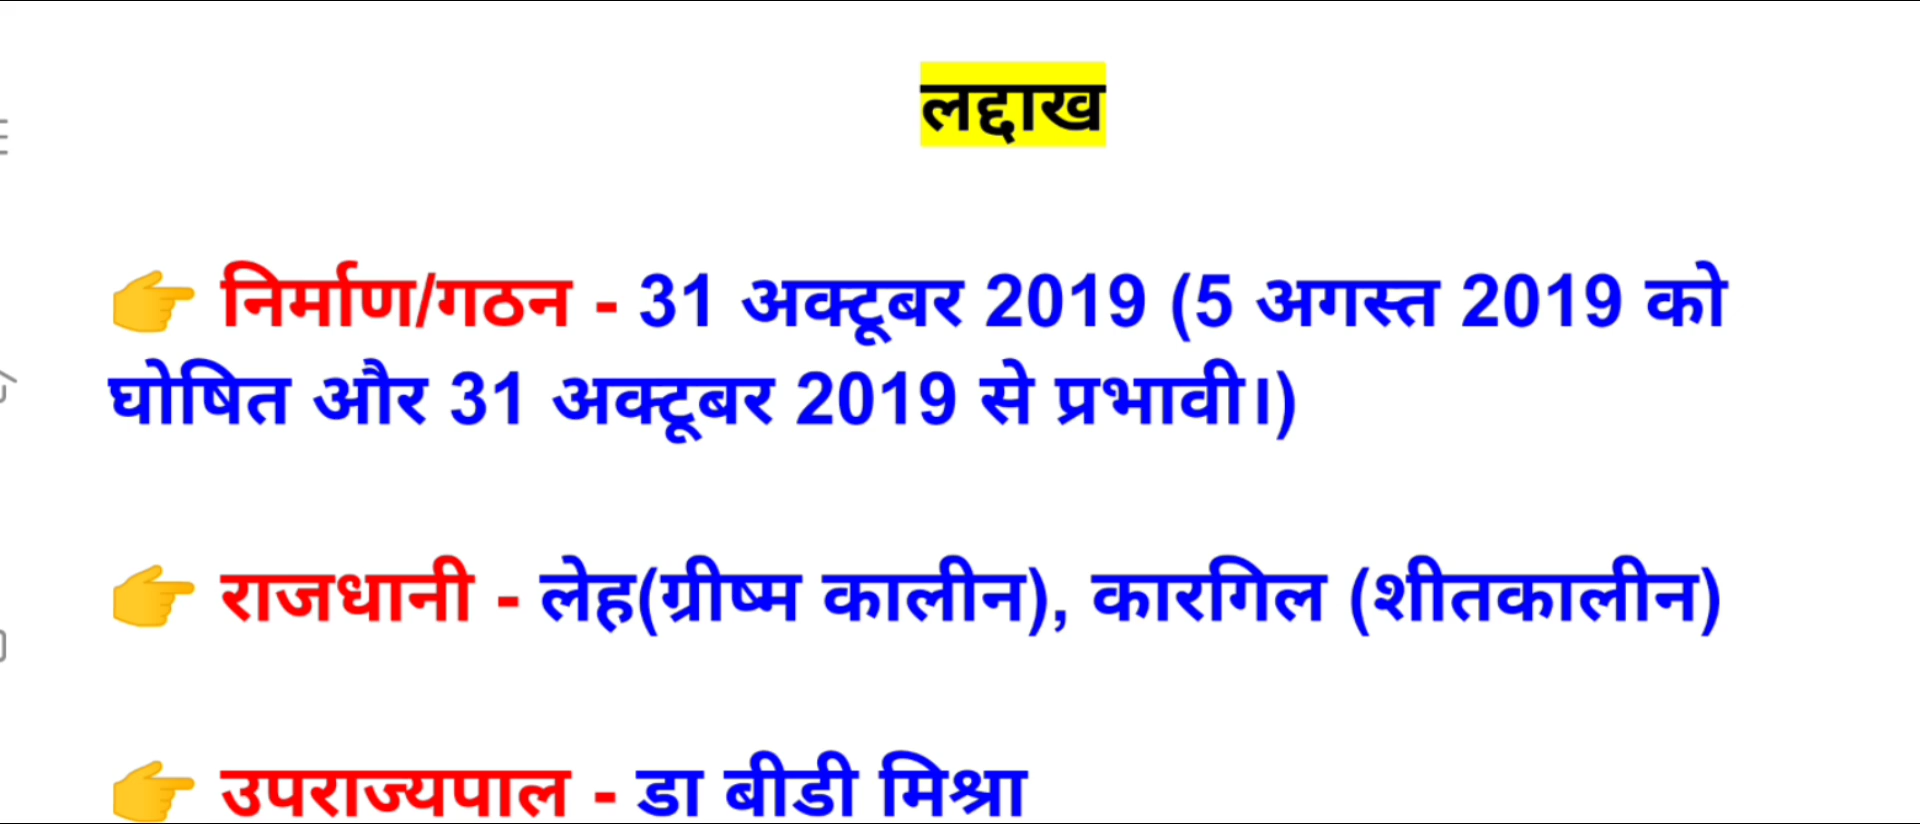 लद्दाख
👉 निर्माण/गठन - 31 अक्टूबर 2019 (5 अगस्त 2019 को
घोषित और 31 अक्टूबर 2019 से प्रभावी।)
👉 राजधानी - लेह(ग्रीष्म कालीन), कारगिल (शीतकालीन)
👉 उपराज्यपाल - डा बीडी मिश्रा